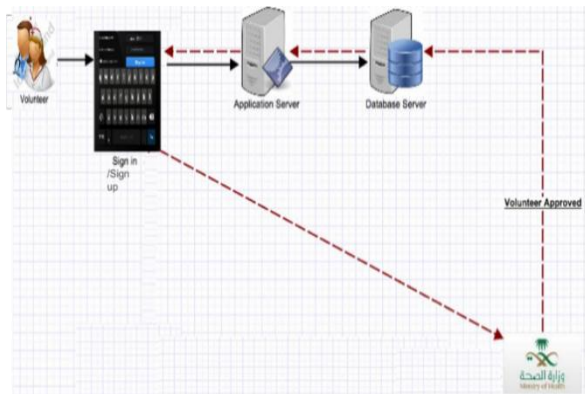 Volunteer
Application Server
Database Server
Sign in
/Sign
up
Volunteer Approved
وزارة الصحة
Ministry of Health